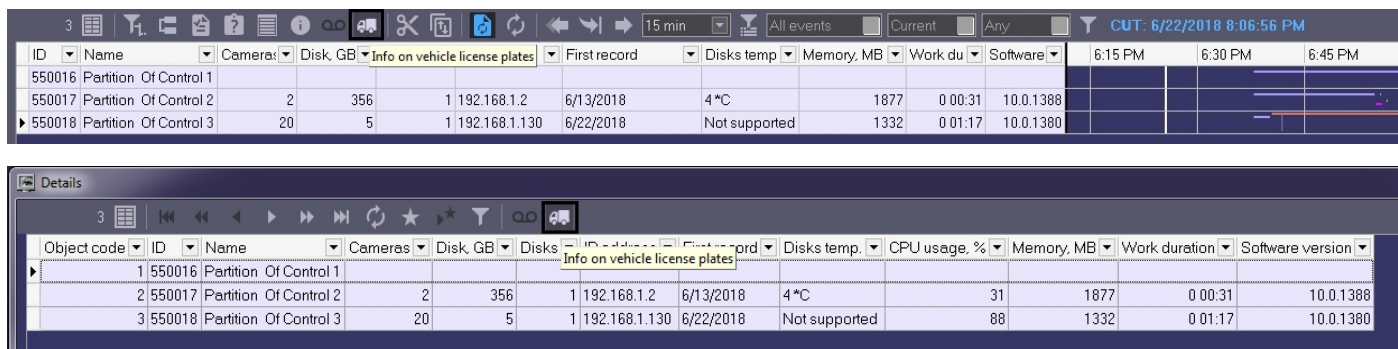 3 15 min All events Current Any CUT: 6/22/2018 8:06:56 PM
ID Name Cameras Disk, GB Info on vehicle license plates First record Disks temp Memory, MB Work du Software 6:15 PM 6:30 PM 6:45 PM
550016 Partition Of Control 1
550017 Partition Of Control 2 2 356 1 192.168.1.2 6/13/2018 4 °C 1877 0 00:31 10.0.1388
550018 Partition Of Control 3 20 5 1 192.168.1.130 6/22/2018 Not supported 1332 0 01:17 10.0.1380
Details
3
Object code ID Name Cameras Disk, GB Disks Disks temp. CPU usage, % Memory, MB Work duration Software version
Info on vehicle license plates
1 550016 Partition Of Control 1
2 550017 Partition Of Control 2 2 356 1 192.168.1.2 6/13/2018 4 °C 31 1877 0 00:31 10.0.1388
3 550018 Partition Of Control 3 20 5 1 192.168.1.130 6/22/2018 Not supported 88 1332 0 01:17 10.0.1380